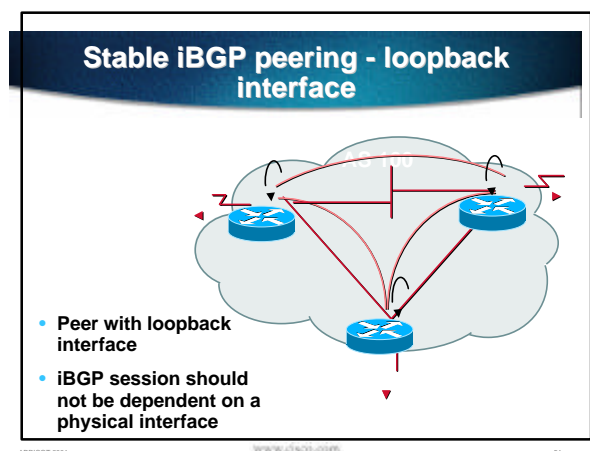 Stable iBGP peering - loopback
interface
AS 100
• Peer with loopback
interface
• iBGP session should
not be dependent on a
physical interface
www.cisco.com